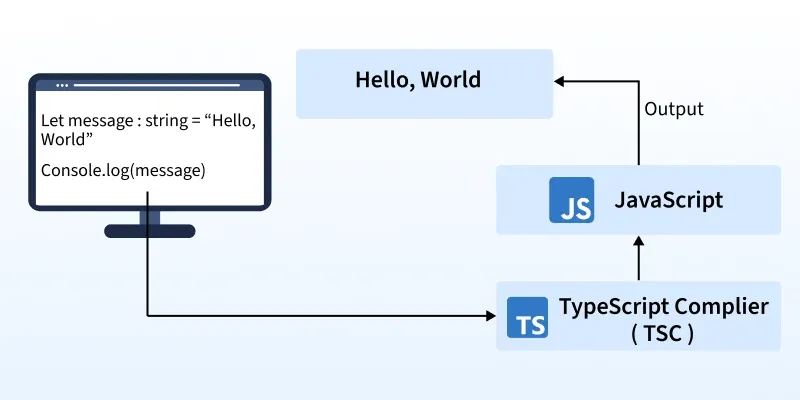 Let message : string = “Hello,
World”
Console.log(message)
Hello, World
Output
JS
JavaScript
TS
TypeScript Complier
( TSC )